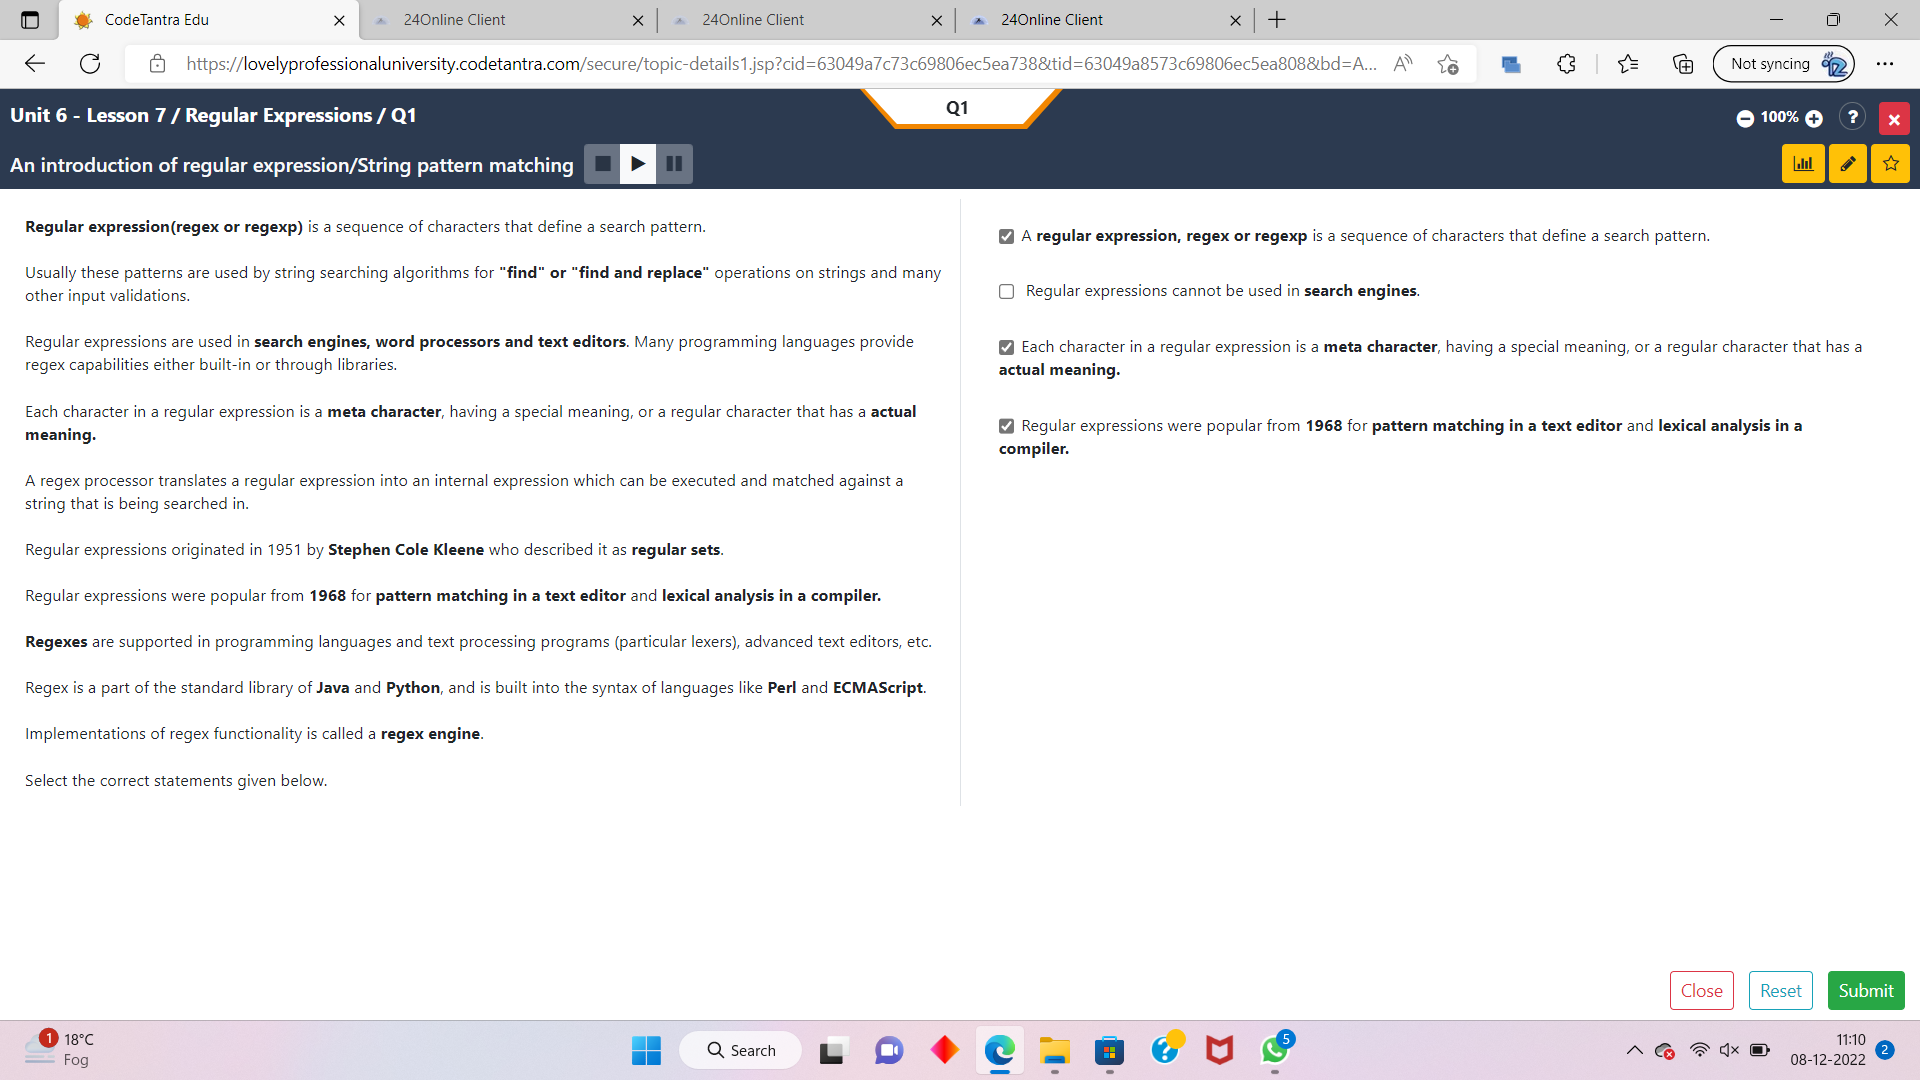 CodeTantra Edu
24Online Client
24Online Client
24Online Client
https://lovelyprofessionaluniversity.codetantra.com/secure/topic-details1.jsp?cid=63049a7c73c69806ec5ea738&tid=63049a8573c69806ec5ea808&bd=A...
Not syncing
Unit 6 - Lesson 7 / Regular Expressions / Q1
Q1
100%
?
An introduction of regular expression/String pattern matching
Regular expression(regex or regexp) is a sequence of characters that define a search pattern.
Usually these patterns are used by string searching algorithms for "find" or "find and replace" operations on strings and many
other input validations.
Regular expressions are used in search engines, word processors and text editors. Many programming languages provide
regex capabilities either built-in or through libraries.
Each character in a regular expression is a meta character, having a special meaning, or a regular character that has a actual
meaning.
A regex processor translates a regular expression into an internal expression which can be executed and matched against a
string that is being searched in.
Regular expressions originated in 1951 by Stephen Cole Kleene who described it as regular sets.
Regular expressions were popular from 1968 for pattern matching in a text editor and lexical analysis in a compiler.
Regexes are supported in programming languages and text processing programs (particular lexers), advanced text editors, etc.
Regex is a part of the standard library of Java and Python, and is built into the syntax of languages like Perl and ECMAScript.
Implementations of regex functionality is called a regex engine.
Select the correct statements given below.
A regular expression, regex or regexp is a sequence of characters that define a search pattern.
Regular expressions cannot be used in search engines.
Each character in a regular expression is a meta character, having a special meaning, or a regular character that has a
actual meaning.
Regular expressions were popular from 1968 for pattern matching in a text editor and lexical analysis in a
compiler.
Close
Reset
Submit
1
18°C
Fog
Search
5
11:10
08-12-2022
2